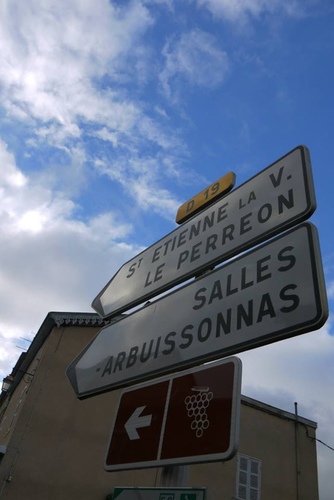 D 19
ST ETIENNE LA V.
LE PERREON
SALLES
-ARBUISSONNAS